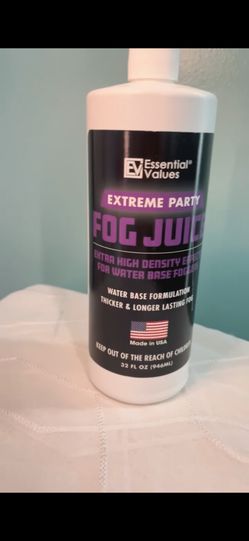 EV Essential®
Values
EXTREME PARTY
FOG JUICE
EXTRA HIGH DENSITY
FOR WATER BASE
WATER BASE FORMULATION
THICKER & LONGER LASTING FOG
Made in USA
KEEP OUT OF THE REACH OF CHILDREN
32 FL OZ (946ML)